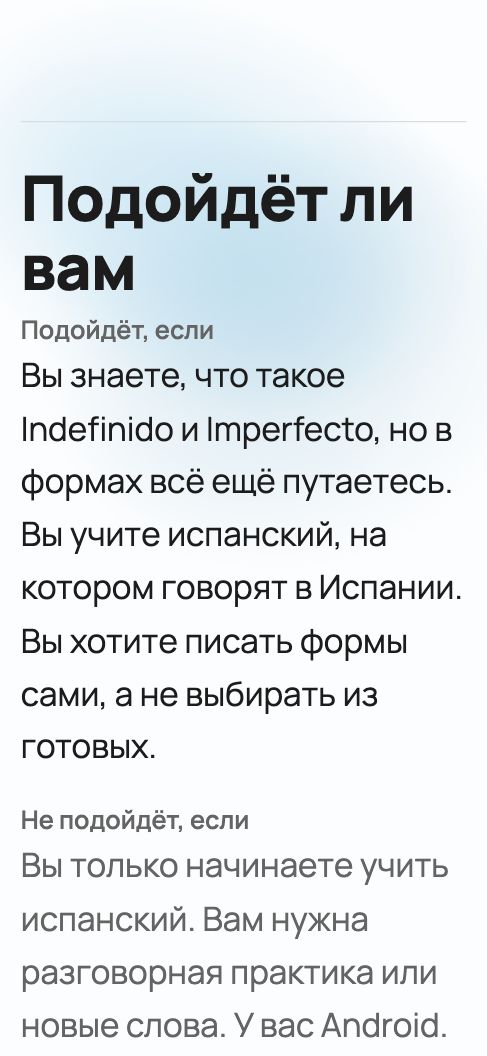 Подойдёт ли
вам
Подойдёт, если
Вы знаете, что такое
Indefinido и Imperfecto, но в
формах всё ещё путаетесь.
Вы учите испанский, на
котором говорят в Испании.
Вы хотите писать формы
сами, а не выбирать из
готовых.
Не подойдёт, если
Вы только начинаете учить
испанский. Вам нужна
разговорная практика или
новые слова. У вас Android.